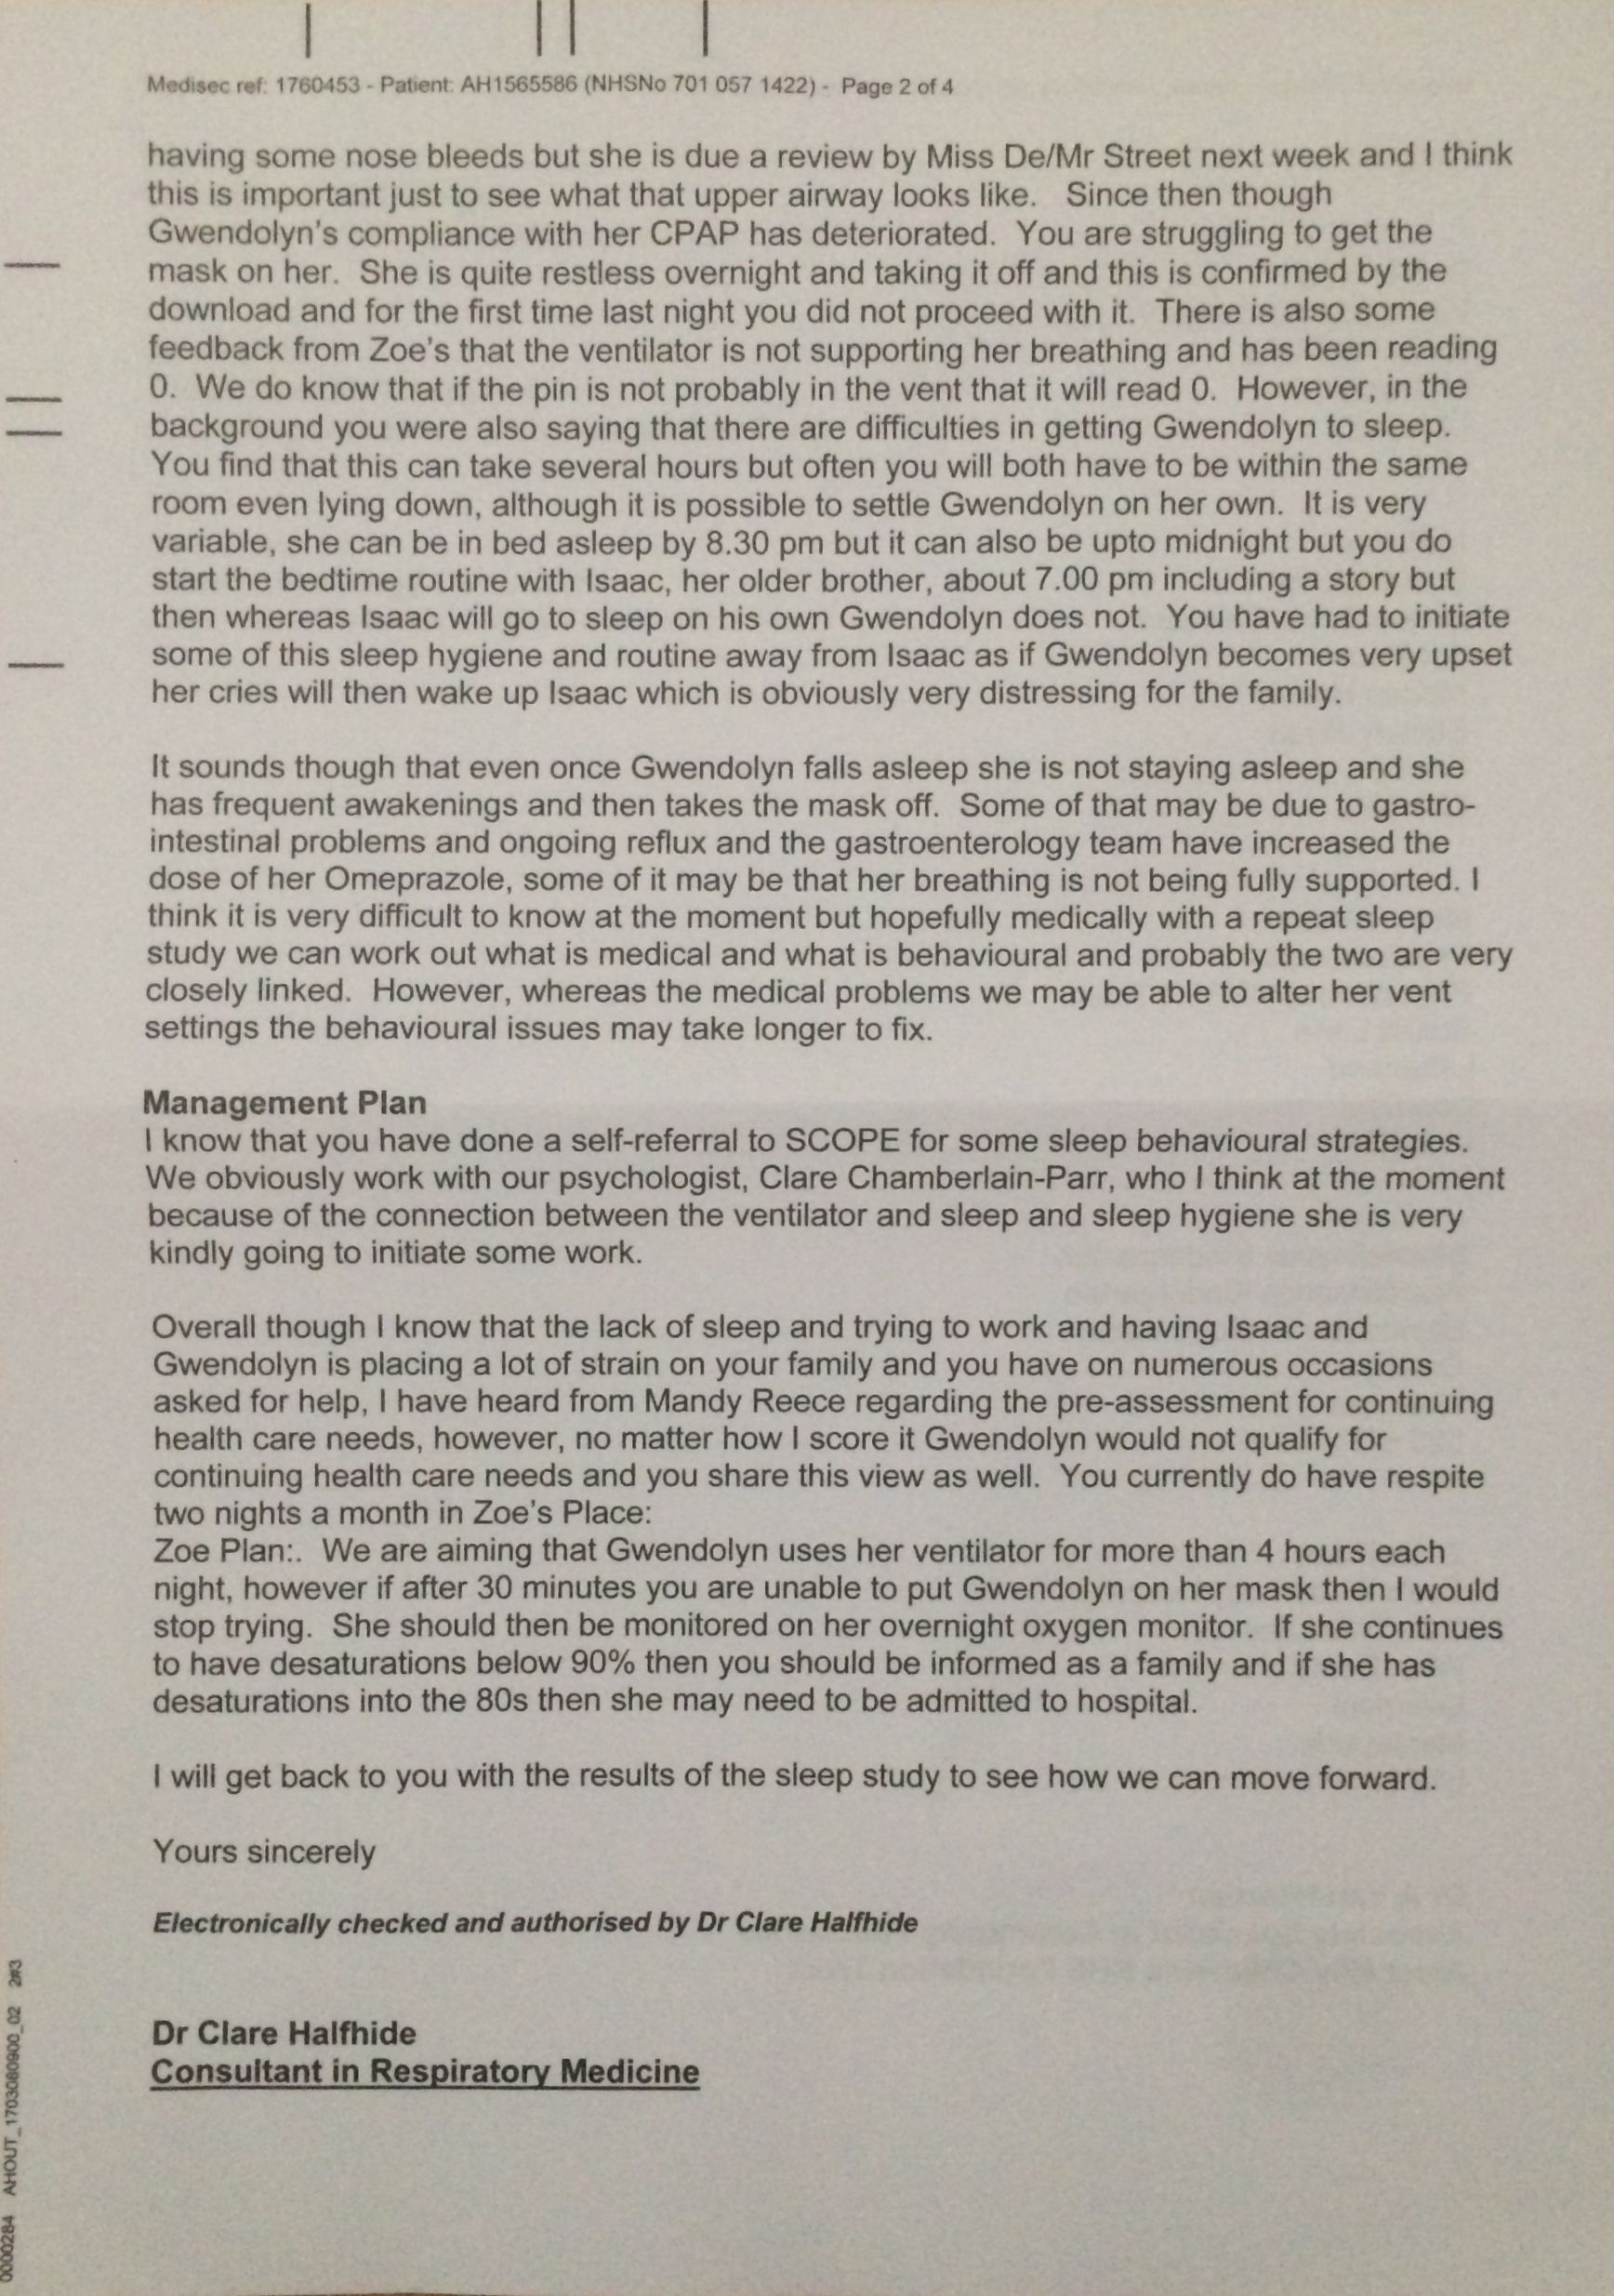 Medisec ref: 1760453 - Patient: AH1565586 (NHSNo 701 057 1422) - Page 2 of 4
having some nose bleeds but she is due a review by Miss De/Mr Street next week and I think
this is important just to see what that upper airway looks like. Since then though
Gwendolyn's compliance with her CPAP has deteriorated. You are struggling to get the
mask on her. She is quite restless overnight and taking it off and this is confirmed by the
download and for the first time last night you did not proceed with it. There is also some
feedback from Zoe's that the ventilator is not supporting her breathing and has been reading
0. We do know that if the pin is not probably in the vent that it will read 0. However, in the
background you were also saying that there are difficulties in getting Gwendolyn to sleep.
You find that this can take several hours but often you will both have to be within the same
room even lying down, although it is possible to settle Gwendolyn on her own. It is very
variable, she can be in bed asleep by 8.30 pm but it can also be upto midnight but you do
start the bedtime routine with Isaac, her older brother, about 7.00 pm including a story but
then whereas Isaac will go to sleep on his own Gwendolyn does not. You have had to initiate
some of this sleep hygiene and routine away from Isaac as if Gwendolyn becomes very upset
her cries will then wake up Isaac which is obviously very distressing for the family.
It sounds though that even once Gwendolyn falls asleep she is not staying asleep and she
has frequent awakenings and then takes the mask off. Some of that may be due to gastro-
intestinal problems and ongoing reflux and the gastroenterology team have increased the
dose of her Omeprazole, some of it may be that her breathing is not being fully supported. I
think it is very difficult to know at the moment but hopefully medically with a repeat sleep
study we can work out what is medical and what is behavioural and probably the two are very
closely linked. However, whereas the medical problems we may be able to alter her vent
settings the behavioural issues may take longer to fix.
Management Plan
I know that you have done a self-referral to SCOPE for some sleep behavioural strategies.
We obviously work with our psychologist, Clare Chamberlain-Parr, who I think at the moment
because of the connection between the ventilator and sleep and sleep hygiene she is very
kindly going to initiate some work.
Overall though I know that the lack of sleep and trying to work and having Isaac and
Gwendolyn is placing a lot of strain on your family and you have on numerous occasions
asked for help, I have heard from Mandy Reece regarding the pre-assessment for continuing
health care needs, however, no matter how I score it Gwendolyn would not qualify for
continuing health care needs and you share this view as well. You currently do have respite
two nights a month in Zoe's Place:
Zoe Plan:. We are aiming that Gwendolyn uses her ventilator for more than 4 hours each
night, however if after 30 minutes you are unable to put Gwendolyn on her mask then I would
stop trying. She should then be monitored on her overnight oxygen monitor. If she continues
to have desaturations below 90% then you should be informed as a family and if she has
desaturations into the 80s then she may need to be admitted to hospital.
I will get back to you with the results of the sleep study to see how we can move forward.
Yours sincerely
Electronically checked and authorised by Dr Clare Halfhide
Dr Clare Halfhide
Consultant in Respiratory Medicine
0000284 AHOUT_1703080900_02 2#3